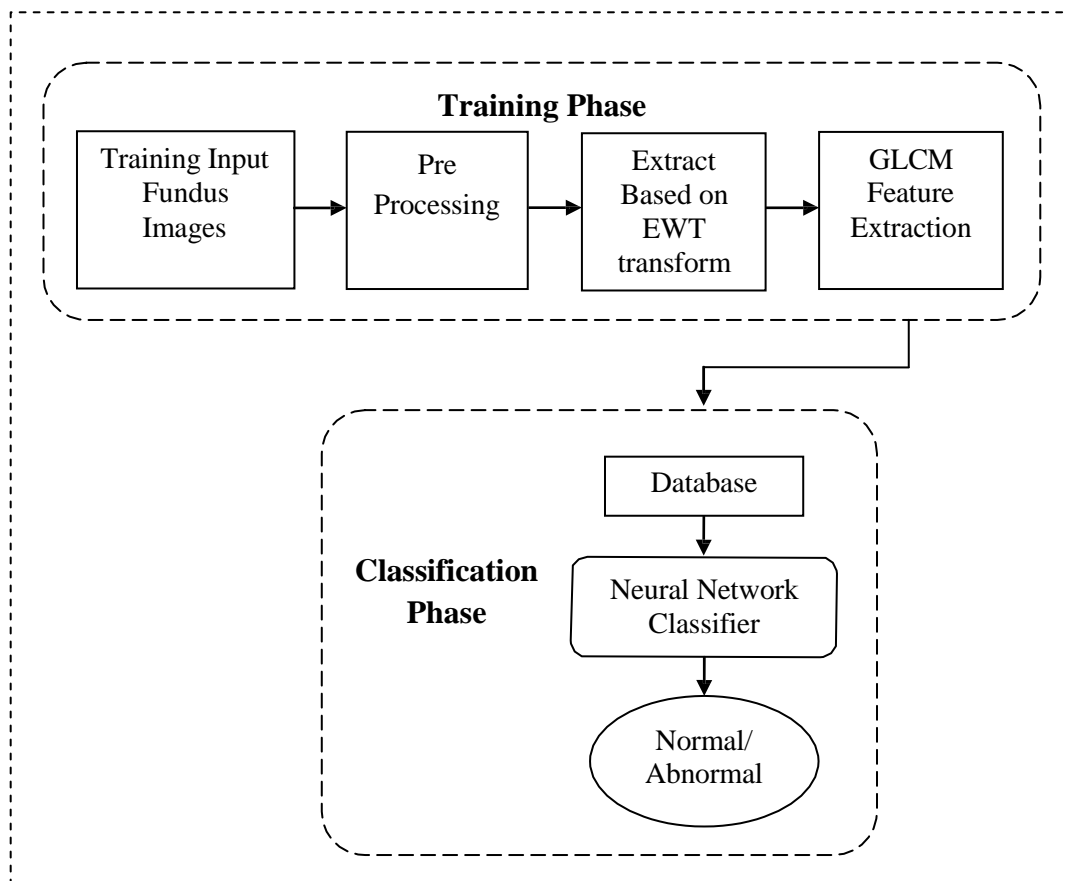 Training Phase
Training Input
Fundus
Images
Pre
Processing
Extract
Based on
EWT
transform
GLCM
Feature
Extraction
Database
Classification
Phase
Neural Network
Classifier
Normal/
Abnormal